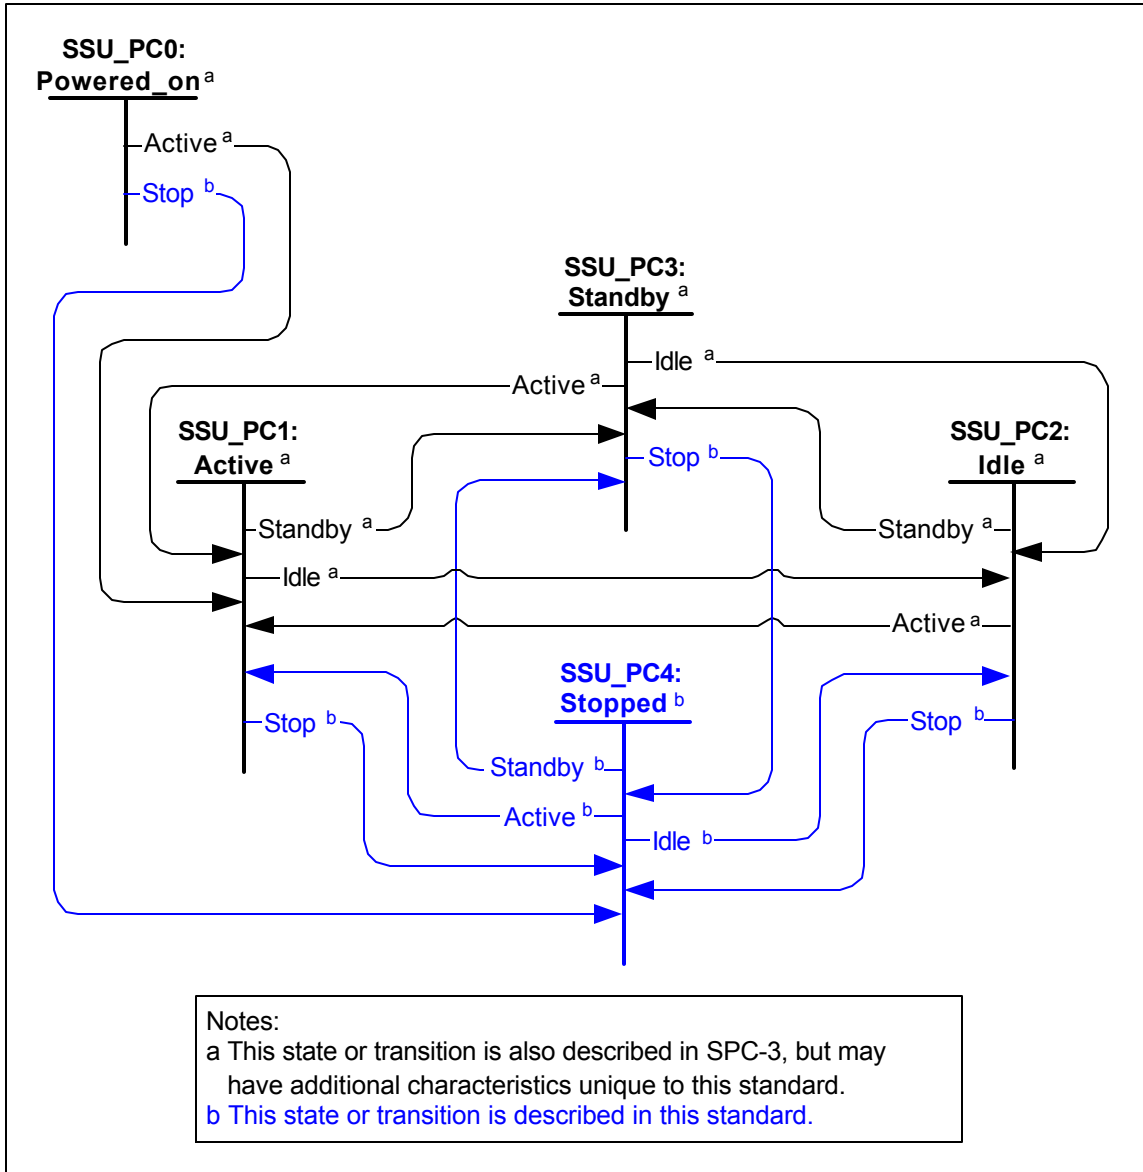 SSU_PC0:
Powered_on a
Active a
Stop b
SSU_PC3:
Standby a
Idle a
Active a
SSU_PC1:
Active a
SSU_PC2:
Idle a
Stop b
Standby a
Standby a
Idle a
Active a
SSU_PC4:
Stopped b
Stop b
Stop b
Standby b
Active b
Idle b
Notes:
a This state or transition is also described in SPC-3, but may
have additional characteristics unique to this standard.
b This state or transition is described in this standard.